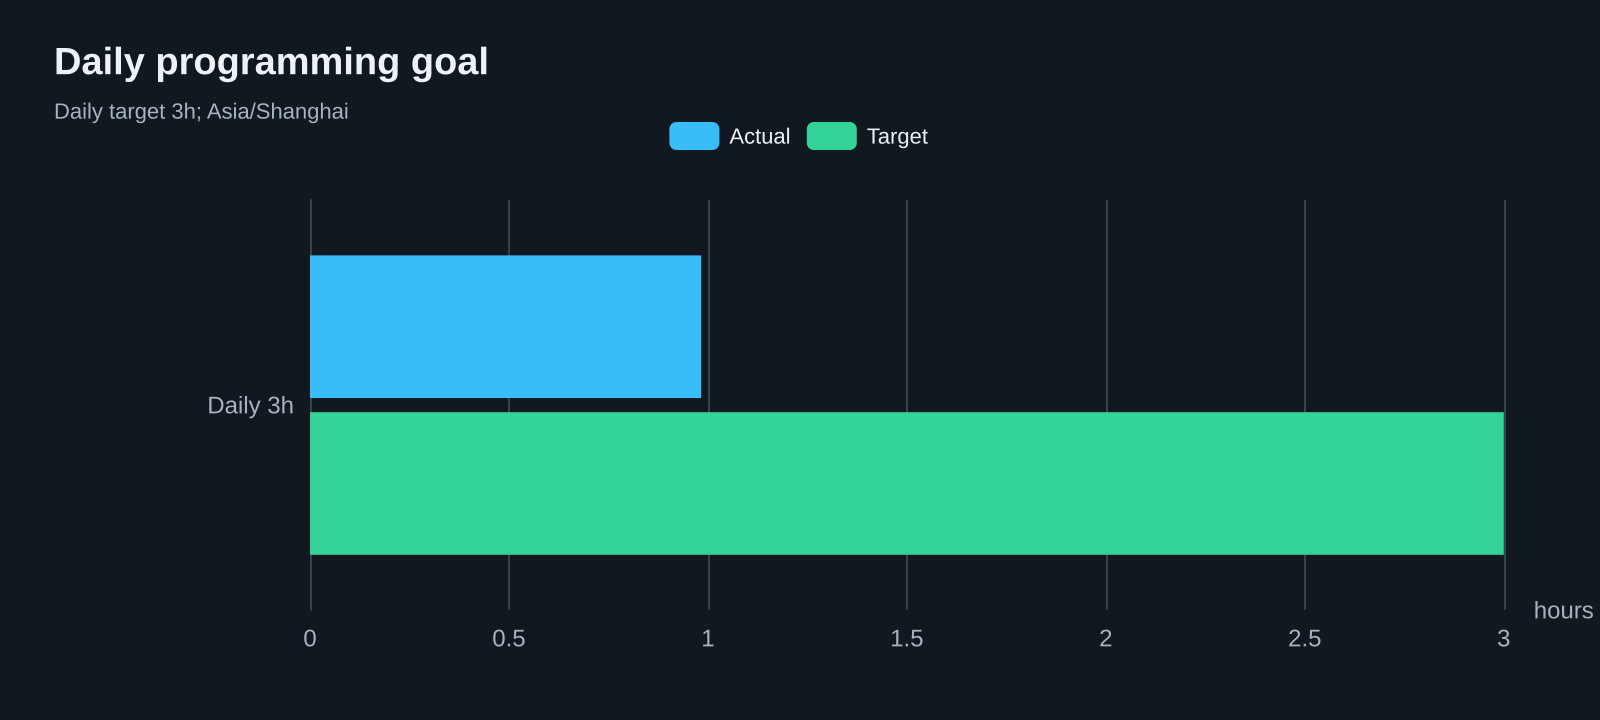 Daily programming goal
Daily target 3h; Asia/Shanghai
Actual Target
Daily 3h
hours
0 0.5 1 1.5 2 2.5 3